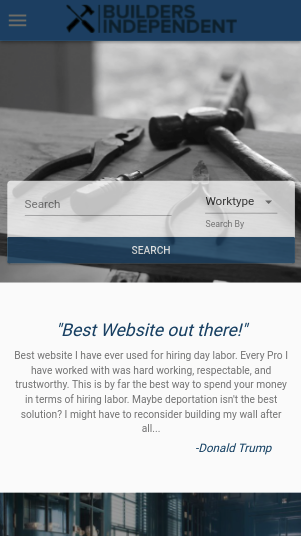 BUILDERS
INDEPENDENT
Search
Worktype
Search By
SEARCH
"Best Website out there!"
Best website I have ever used for hiring day labor. Every Pro I
have worked with was hard working, respectable, and
trustworthy. This is by far the best way to spend your money
in terms of hiring labor. Maybe deportation isn't the best
solution? I might have to reconsider building my wall after
all...
-Donald Trump